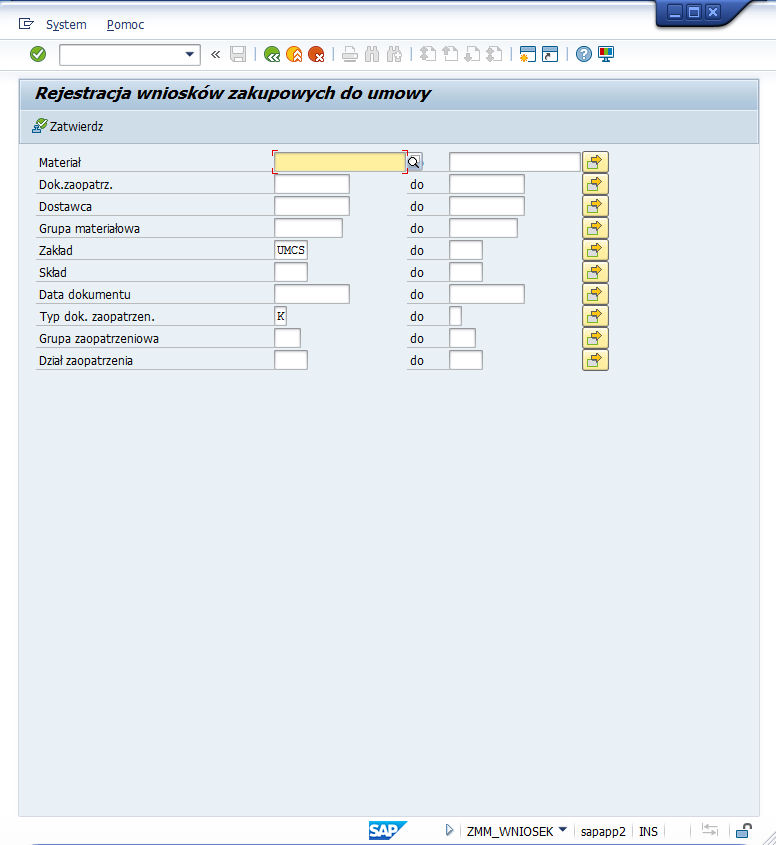 System Pomoc
«
Rejestracja wniosków zakupowych do umowy
Zatwierdz
Materiał
Dok.zaopatrz. do
Dostawca do
Grupa materiałowa do
Zakład UMCS do
Skład do
Data dokumentu do
Typ dok. zaopatrzen. K do
Grupa zaopatrzeniowa do
Dział zaopatrzenia do
SAP ZMM_WNIOSEK sapapp2 INS